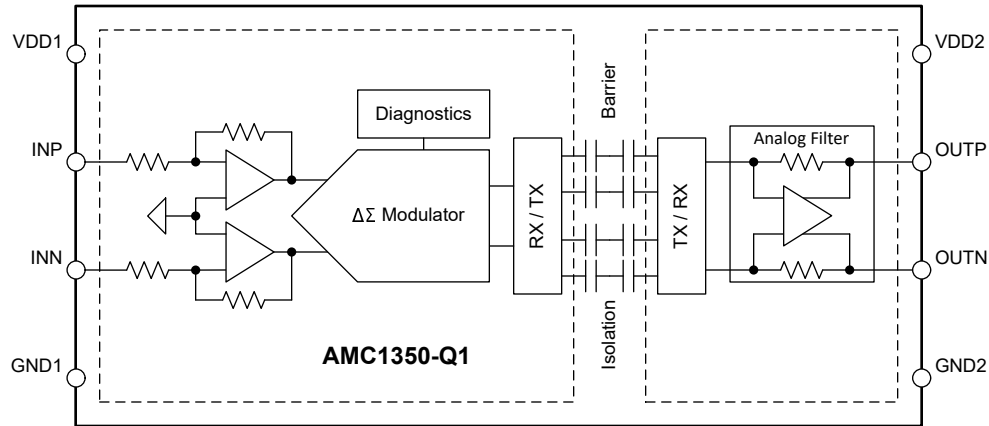 VDD1
VDD2
Barrier
Diagnostics
Analog Filter
INP
OUTP
ΔΣ Modulator
RX / TX
TX / RX
INN
OUTN
Isolation
AMC1350-Q1
GND1
GND2